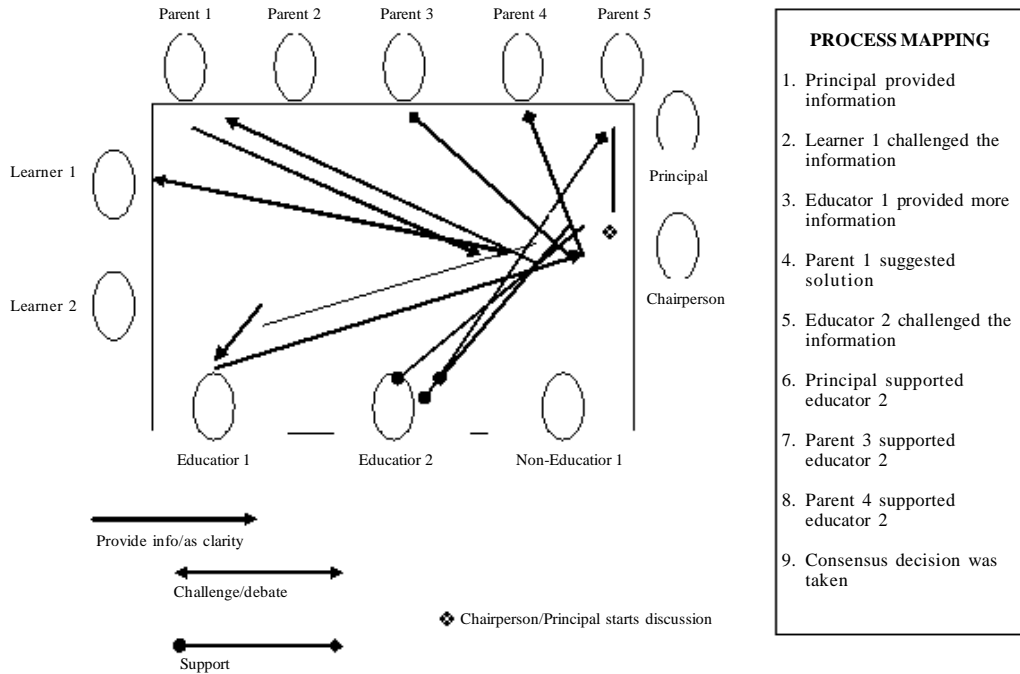 Parent 1
Parent 2
Parent 3
Parent 4
Parent 5
Principal
Chairperson
Learner 1
Learner 2
Educatior 1
Educatior 2
Non-Educatior 1
Provide info/as clarity
Challenge/debate
Support
Chairperson/Principal starts discussion
PROCESS MAPPING
1. Principal provided
information
2. Learner 1 challenged the
information
3. Educator 1 provided more
information
4. Parent 1 suggested
solution
5. Educator 2 challenged the
information
6. Principal supported
educator 2
7. Parent 3 supported
educator 2
8. Parent 4 supported
educator 2
9. Consensus decision was
taken